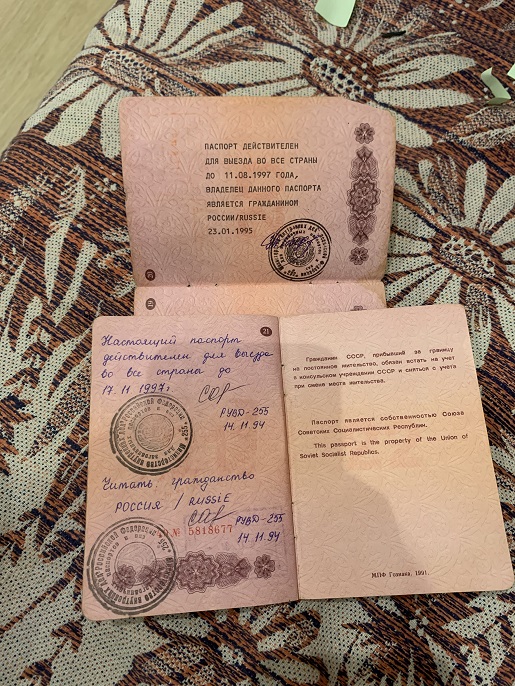 ПАСПОРТ ДЕЙСТВИТЕЛЕН
ДЛЯ ВЫЕЗДА ВО ВСЕ СТРАНЫ
ДО 11.08.1997 ГОДА,
ВЛАДЕЛЕЦ ДАННОГО ПАСПОРТА
ЯВЛЯЕТСЯ ГРАЖДАНИНОМ
РОССИИ/RUSSIE
23.01.1995
Настоящий паспорт
действителен для выезда
во все страны до
17.11.1997г
РУВД-255
14.11.94
Читать: гражданство
РОССИЯ / RUSSIE
РУВД-255
№ 5818677
14.11.94
Гражданин СССР, прибывший за границу
на постоянное жительство, обязан встать на учет
в консульском учреждении СССР и сняться с учета
при смене места жительства.
Паспорт является собственностью Союза
Советских Социалистических Республик.
This passport is the property of the Union of
Soviet Socialist Republics.
МПФ Гознака, 1991.